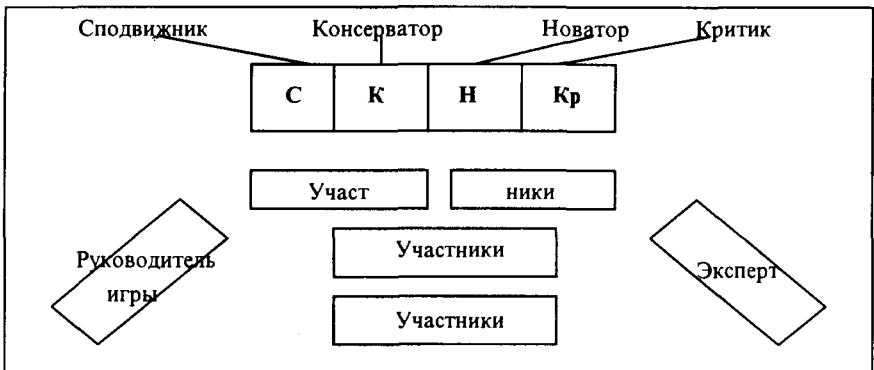 Сподвижник Консерватор Новатор Критик
С К Н Кр
Участ ники
Участники
Руководитель
игры
Эксперт
Участники